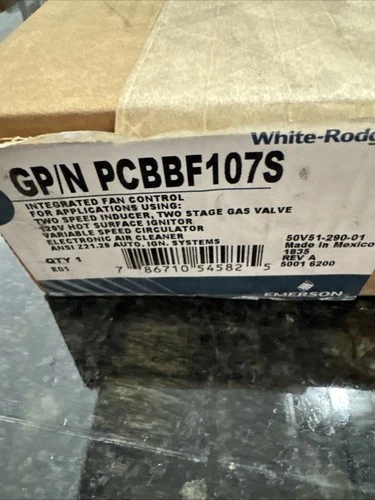 White-Rodg
GP/N PCBBF107S
INTEGRATED FAN CONTROL
FOR APPLICATIONS USING:
TWO SPEED INDUCER, TWO STAGE GAS VALVE
120V HOT SURFACE IGNITOR
VARIABLE SPEED CIRCULATOR
ELECTRONIC AIR CLEANER
ANSI Z21.20 AUTO. IGN. SYSTEMS
QTY 1
ED1
7 86710 54582 5
50V51-290-01
Made in Mexico
1835
REV A
5001 6200
EMERSON